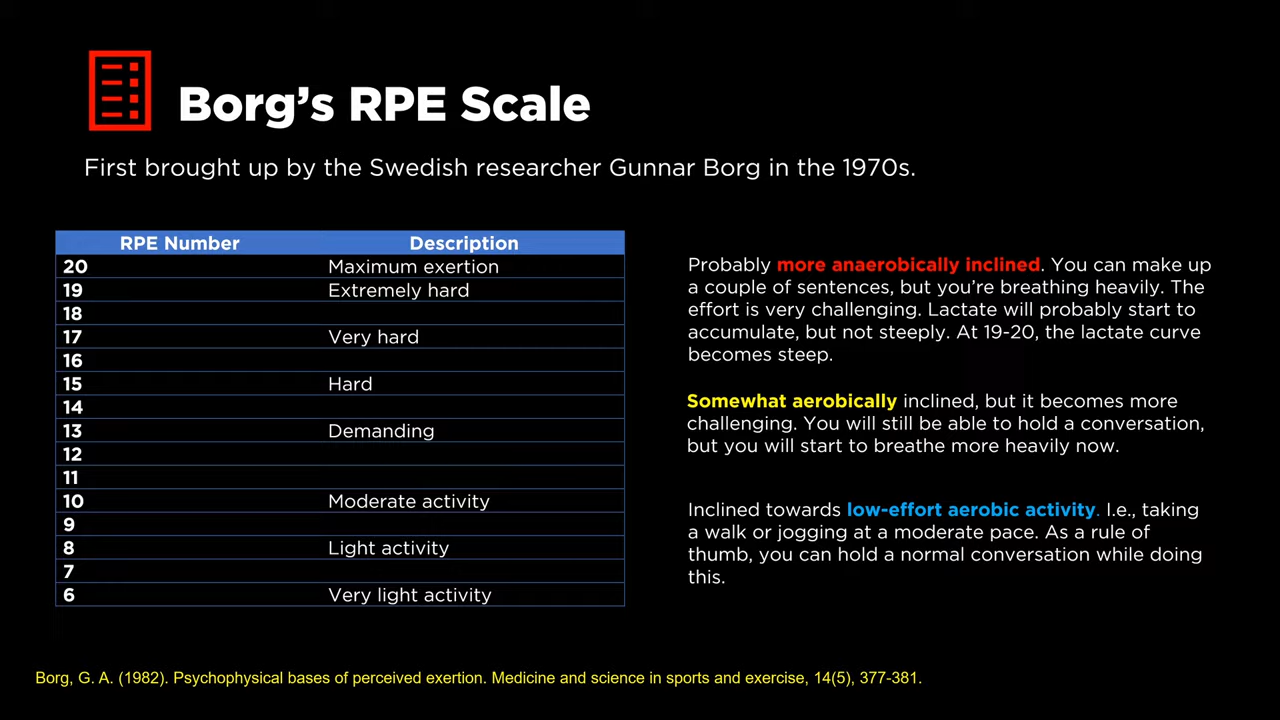 Borg’s RPE Scale
First brought up by the Swedish researcher Gunnar Borg in the 1970s.
RPE Number Description
20 Maximum exertion
19 Extremely hard
18
17 Very hard
16
15 Hard
14
13 Demanding
12
11
10 Moderate activity
9
8 Light activity
7
6 Very light activity
Probably more anaerobically inclined. You can make up
a couple of sentences, but you’re breathing heavily. The
effort is very challenging. Lactate will probably start to
accumulate, but not steeply. At 19-20, the lactate curve
becomes steep.
Somewhat aerobically inclined, but it becomes more
challenging. You will still be able to hold a conversation,
but you will start to breathe more heavily now.
Inclined towards low-effort aerobic activity. I.e., taking
a walk or jogging at a moderate pace. As a rule of
thumb, you can hold a normal conversation while doing
this.
Borg, G. A. (1982). Psychophysical bases of perceived exertion. Medicine and science in sports and exercise, 14(5), 377-381.